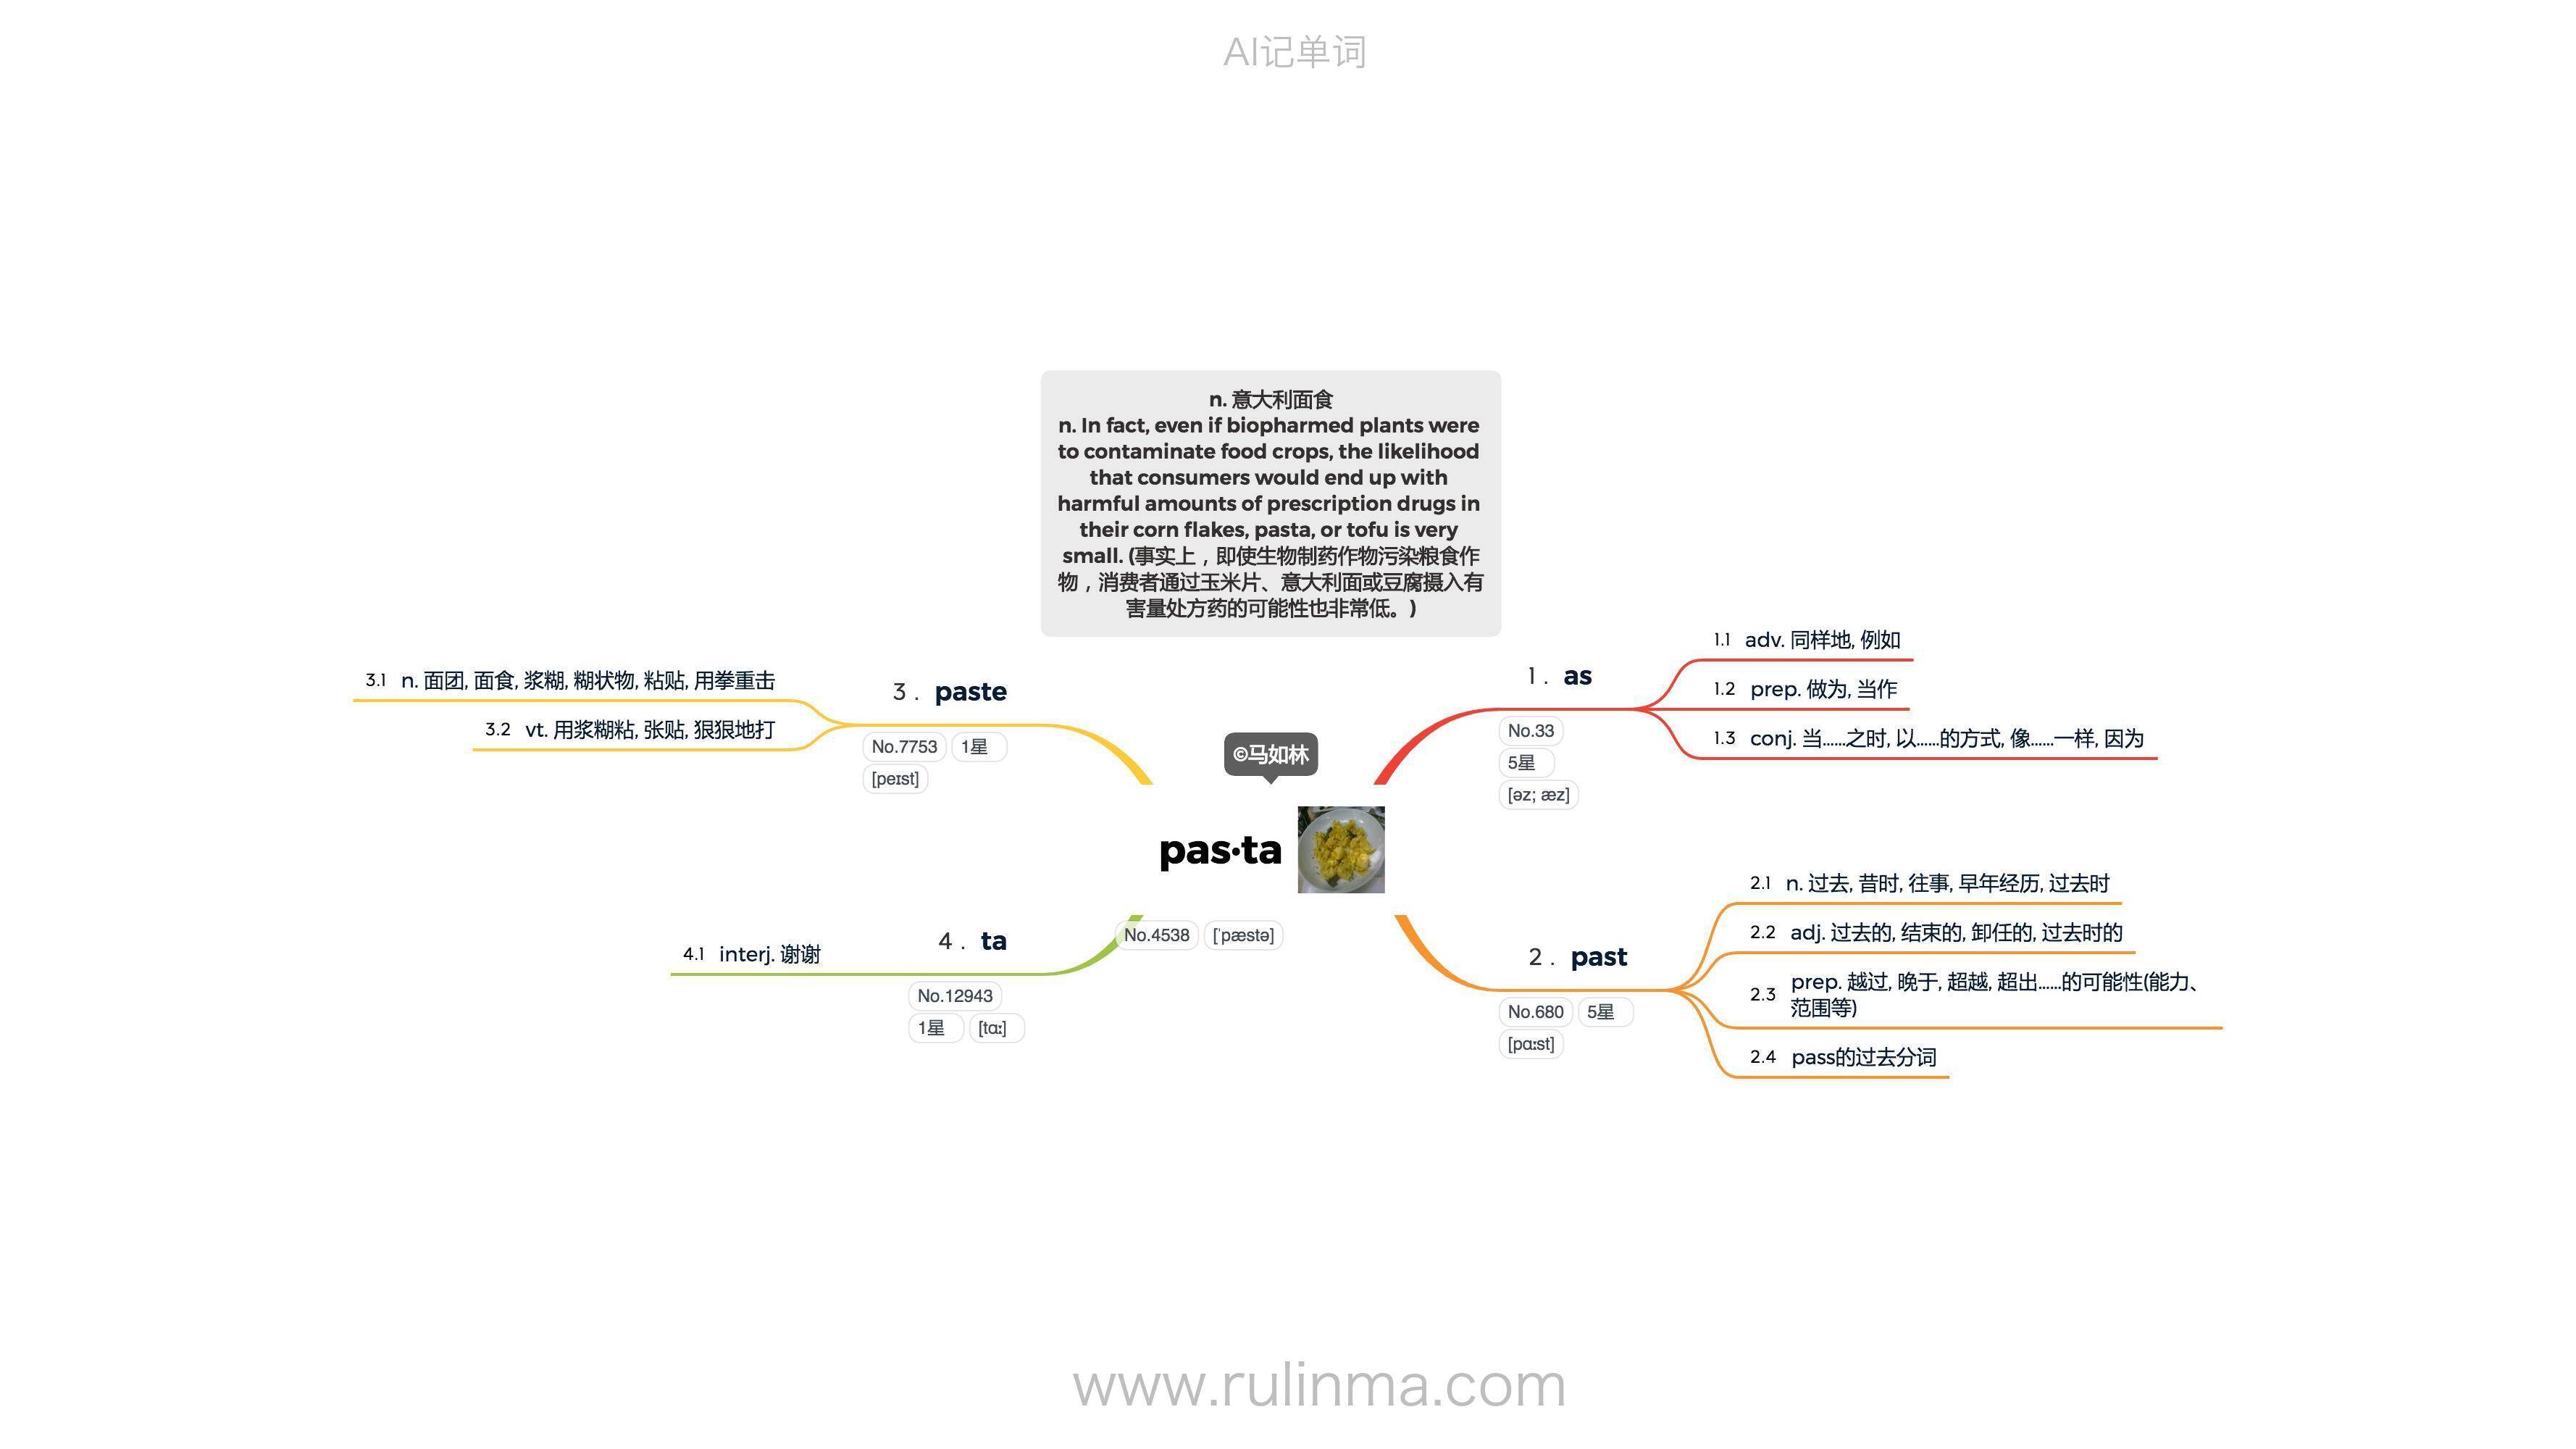 AI记单词
n. 意大利面食
n. In fact, even if biopharmed plants were
to contaminate food crops, the likelihood
that consumers would end up with
harmful amounts of prescription drugs in
their corn flakes, pasta, or tofu is very
small. (事实上，即使生物制药作物污染粮食作
物，消费者通过玉米片、意大利面或豆腐摄入有
害量处方药的可能性也非常低。)
©马如林
pas•ta
No.4538 [ˈpæstə]
1. as
No.33
5星
[əz; æz]
1.1 adv. 同样地, 例如
1.2 prep. 做为, 当作
1.3 conj. 当......之时, 以......的方式, 像......一样, 因为
2. past
No.680 5星
[pɑːst]
2.1 n. 过去, 昔时, 往事, 早年经历, 过去时
2.2 adj. 过去的, 结束的, 卸任的, 过去时的
2.3 prep. 越过, 晚于, 超越, 超出......的可能性(能力、
范围等)
2.4 pass的过去分词
3. paste
No.7753 1星
[peɪst]
3.1 n. 面团, 面食, 浆糊, 糊状物, 粘贴, 用拳重击
3.2 vt. 用浆糊粘, 张贴, 狠狠地打
4. ta
No.12943
1星 [tɑː]
4.1 interj. 谢谢
www.rulinma.com